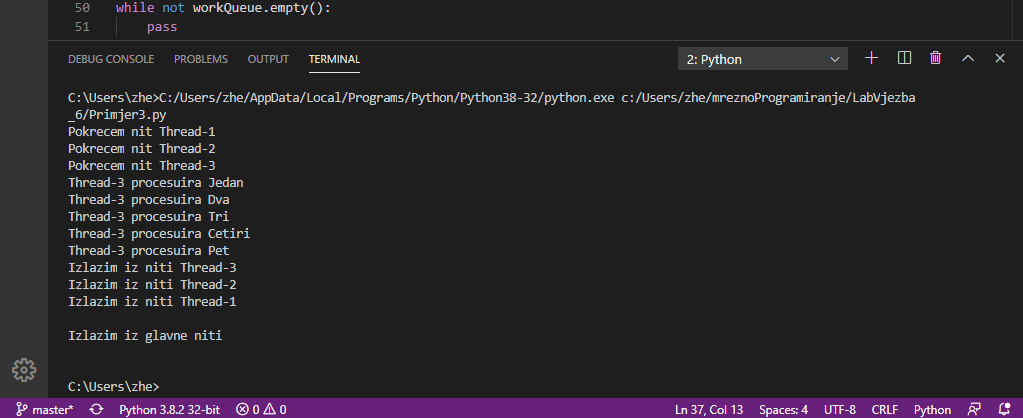 50 while not workQueue.empty():
51 pass
DEBUG CONSOLE PROBLEMS OUTPUT TERMINAL 2: Python
C:\Users\zhe>C:/Users/zhe/AppData/Local/Programs/Python/Python38-32/python.exe c:/Users/zhe/mreznoProgramiranje/LabVjezba
_6/Primjer3.py
Pokrecem nit Thread-1
Pokrecem nit Thread-2
Pokrecem nit Thread-3
Thread-3 procesuira Jedan
Thread-3 procesuira Dva
Thread-3 procesuira Tri
Thread-3 procesuira Cetiri
Thread-3 procesuira Pet
Izlazim iz niti Thread-3
Izlazim iz niti Thread-2
Izlazim iz niti Thread-1
Izlazim iz glavne niti
C:\Users\zhe>
master* Python 3.8.2 32-bit 0 0 Ln 37, Col 13 Spaces: 4 UTF-8 CRLF Python